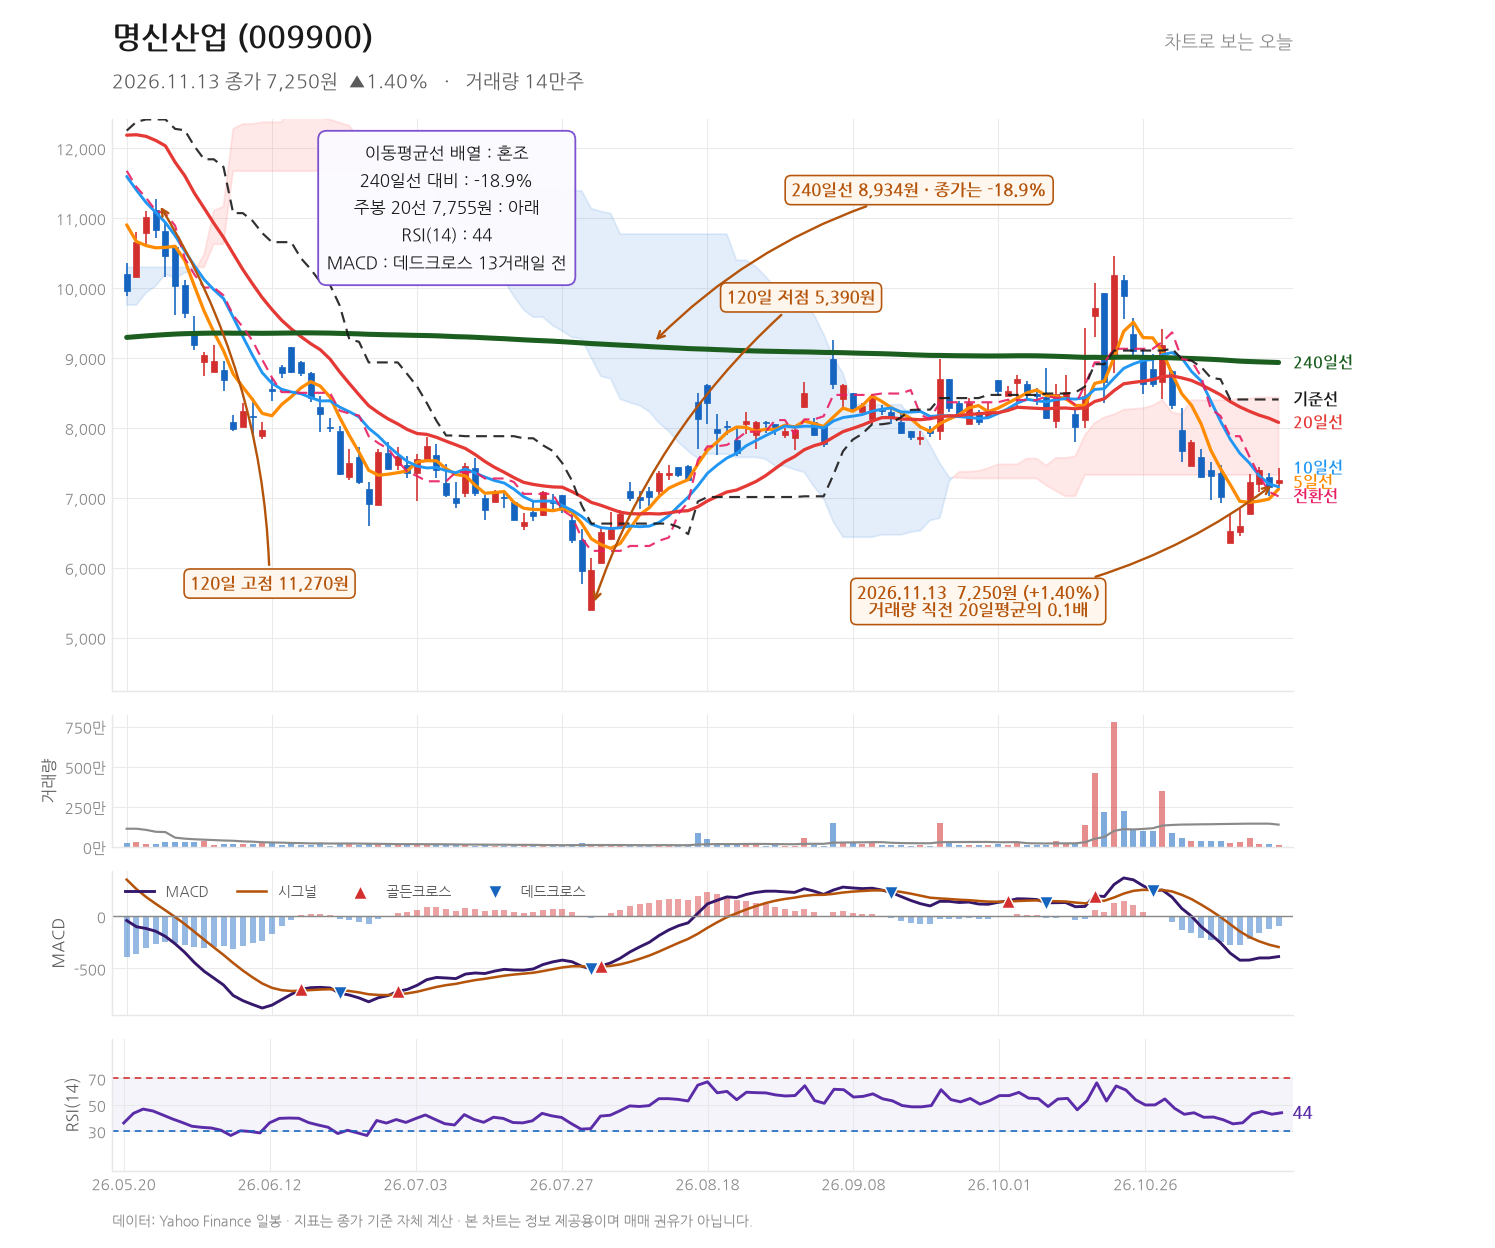 명신산업 (009900)
차트로 보는 오늘
2026.11.13 종가 7,250원 ▲1.40% · 거래량 14만주
12,000
11,000
10,000
9,000
8,000
7,000
6,000
5,000
이동평균선 배열 : 혼조
240일선 대비 : -18.9%
주봉 20선 7,755원 : 아래
RSI(14) : 44
MACD : 데드크로스 13거래일 전
240일선 8,934원 · 종가는 -18.9%
120일 저점 5,390원
120일 고점 11,270원
2026.11.13 7,250원 (+1.40%)
거래량 직전 20일평균의 0.1배
240일선
기준선
20일선
10일선
5일선
전환선
거래량
750만
500만
250만
0만
MACD
MACD
시그널
골든크로스
데드크로스
0
-500
RSI(14)
70
50
30
44
26.05.20
26.06.12
26.07.03
26.07.27
26.08.18
26.09.08
26.10.01
26.10.26
데이터: Yahoo Finance 일봉 · 지표는 종가 기준 자체 계산 · 본 차트는 정보 제공용이며 매매 권유가 아닙니다.